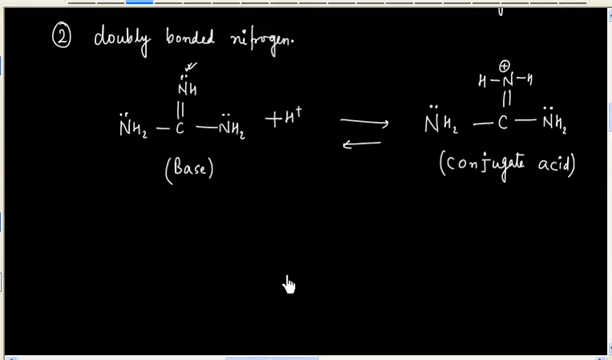 ② doubly bonded nitrogen.
N̈H
‖
N̈H₂ — C — N̈H₂ + H⁺ ⇌
(Base)
⊕
H — N — H
‖
N̈H₂ — C — N̈H₂
(conjugate acid)